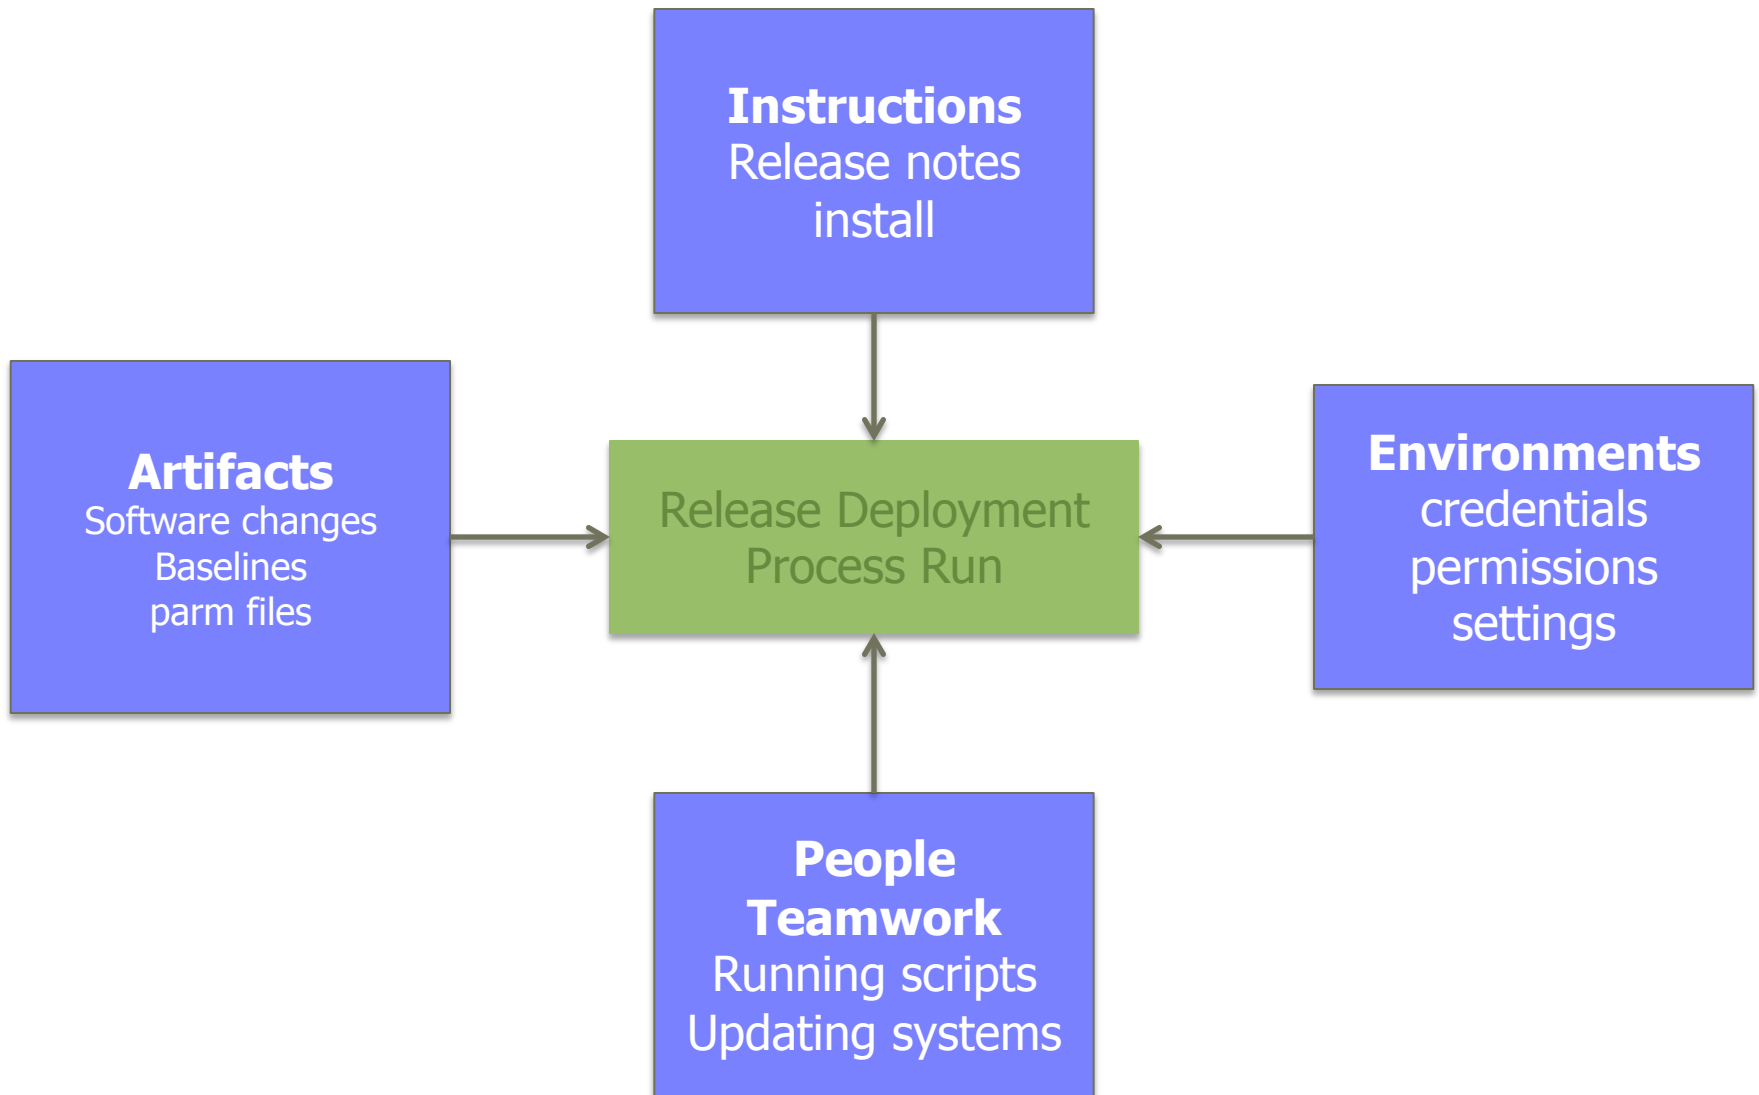 Instructions
Release notes
install
Artifacts
Software changes
Baselines
parm files
Release Deployment
Process Run
Environments
credentials
permissions
settings
People
Teamwork
Running scripts
Updating systems